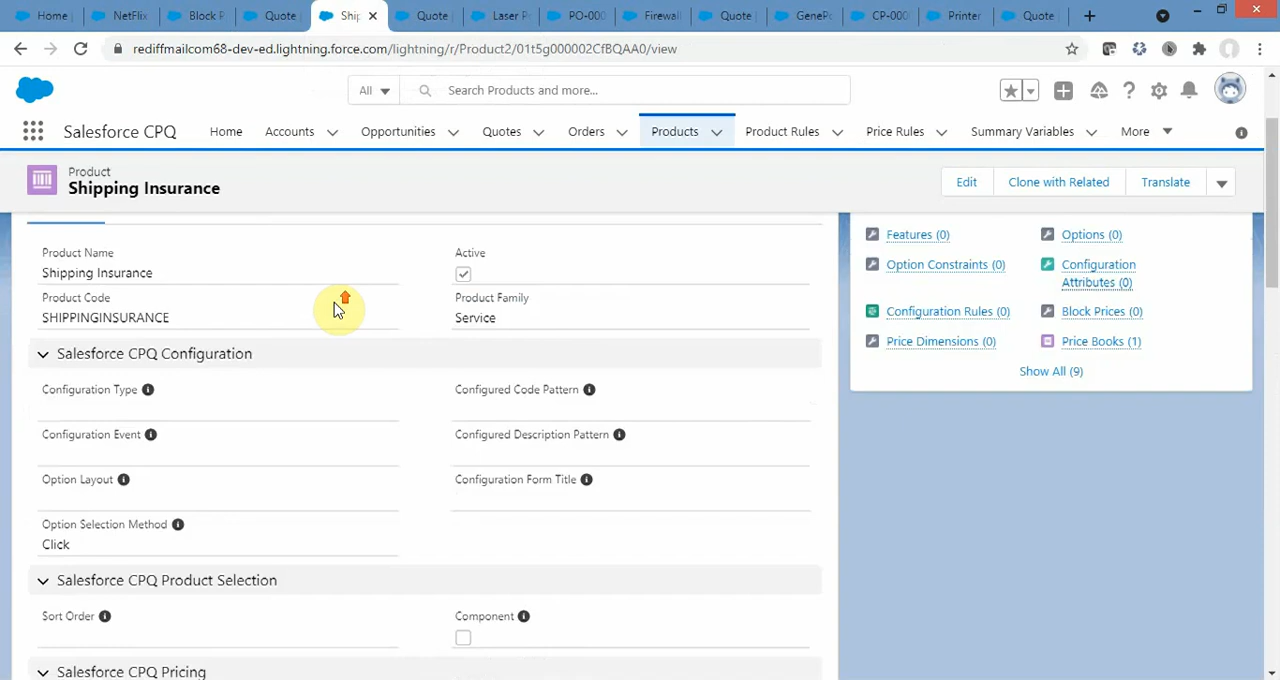 Home
NetFlix
Block P
Quote
Ship
Quote
Laser P
PO-000
Firewall
Quote
GenePo
CP-000
Printer
Quote
rediffmailcom68-dev-ed.lightning.force.com/lightning/r/Product2/01t5g000002CfBQAA0/view
All Search Products and more...
Salesforce CPQ Home Accounts Opportunities Quotes Orders Products Product Rules Price Rules Summary Variables More
Product
Shipping Insurance
Edit Clone with Related Translate
Product Name
Shipping Insurance
Active
Product Code
SHIPPINGINSURANCE
Product Family
Service
Salesforce CPQ Configuration
Configuration Type
Configured Code Pattern
Configuration Event
Configured Description Pattern
Option Layout
Configuration Form Title
Option Selection Method
Click
Salesforce CPQ Product Selection
Sort Order
Component
Salesforce CPQ Pricing
Features (0)
Options (0)
Option Constraints (0)
Configuration
Attributes (0)
Configuration Rules (0)
Block Prices (0)
Price Dimensions (0)
Price Books (1)
Show All (9)